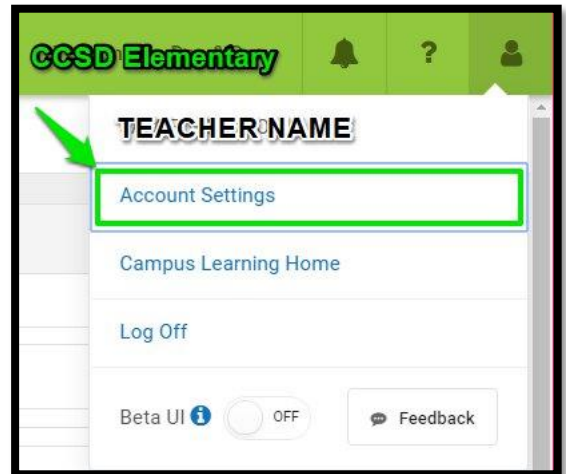 CCSD Elementary
?
TEACHER NAME
Account Settings
Campus Learning Home
Log Off
Beta UI i OFF Feedback